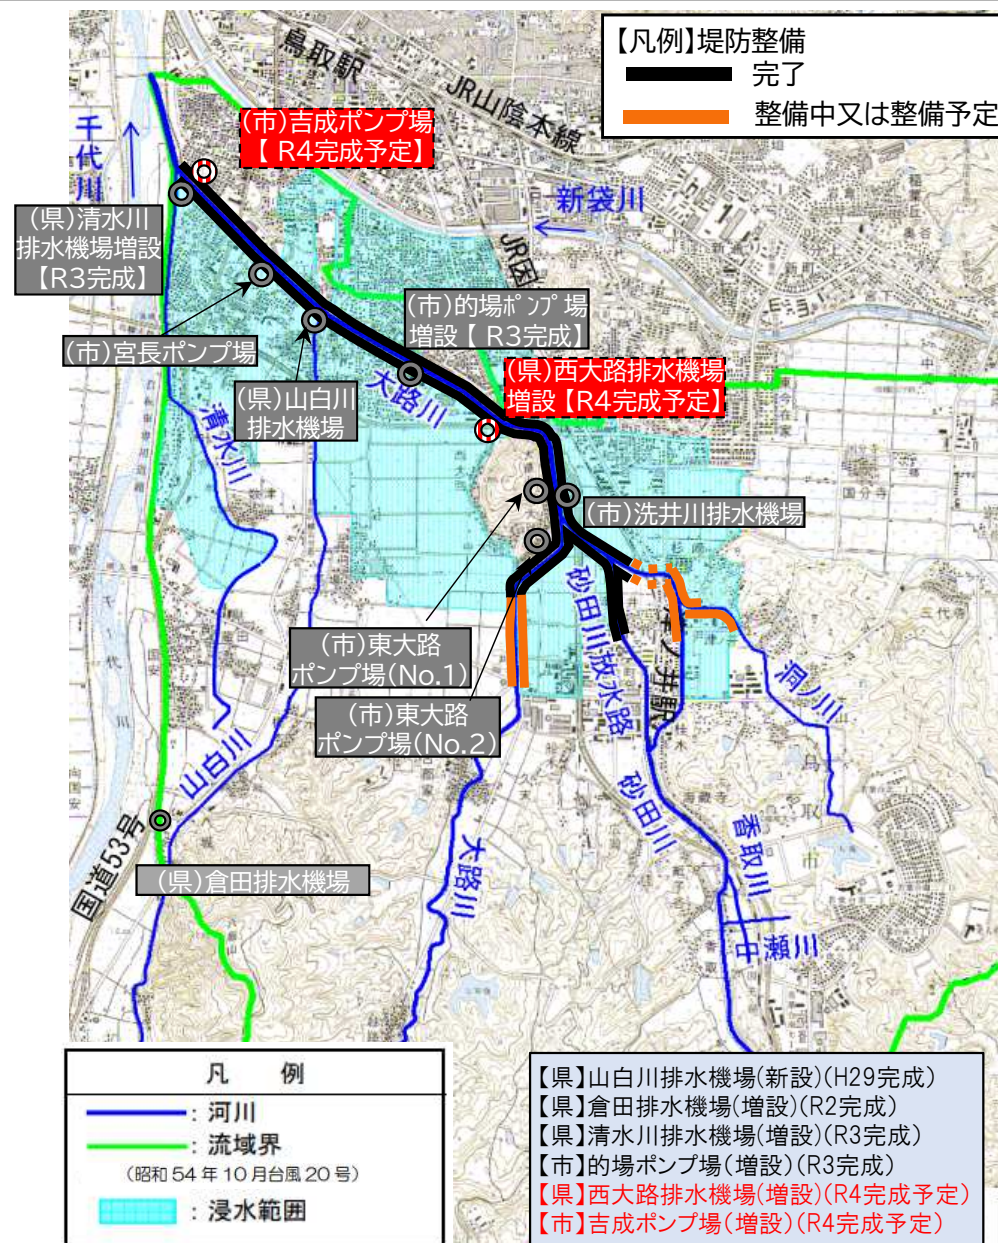 【凡例】堤防整備
完了
整備中又は整備予定
鳥取駅
JR山陰本線
千代川
(市)吉成ポンプ場
【 R4完成予定】
新袋川
JR因
(県)清水川
排水機場増設
【R3完成】
(市)的場ポンプ場
増設【 R3完成】
(市)宮長ポンプ場
(県)山白川
排水機場
大路川
(県)西大路排水機場
増設【R4完成予定】
清水川
国分寺
(市)洗井川排水機場
砂田川放水路
津ノ井駅
(市)東大路
ポンプ場(No.1)
(市)東大路
ポンプ場(No.2)
洞ノ川
山白川
砂田川
国道53号
(県)倉田排水機場
大路川
香取川
中瀬川
凡 例
: 河川
: 流域界
(昭和54年10月台風20号)
: 浸水範囲
【県】山白川排水機場(新設)(H29完成)
【県】倉田排水機場(増設)(R2完成)
【県】清水川排水機場(増設)(R3完成)
【市】的場ポンプ場(増設)(R3完成)
【県】西大路排水機場(増設)(R4完成予定)
【市】吉成ポンプ場(増設)(R4完成予定)